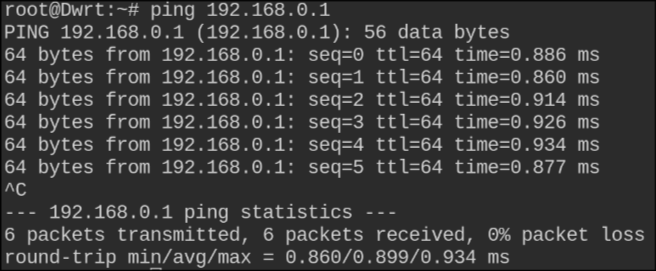 root@Dwrt:~# ping 192.168.0.1
PING 192.168.0.1 (192.168.0.1): 56 data bytes
64 bytes from 192.168.0.1: seq=0 ttl=64 time=0.886 ms
64 bytes from 192.168.0.1: seq=1 ttl=64 time=0.860 ms
64 bytes from 192.168.0.1: seq=2 ttl=64 time=0.914 ms
64 bytes from 192.168.0.1: seq=3 ttl=64 time=0.926 ms
64 bytes from 192.168.0.1: seq=4 ttl=64 time=0.934 ms
64 bytes from 192.168.0.1: seq=5 ttl=64 time=0.877 ms
^C
--- 192.168.0.1 ping statistics ---
6 packets transmitted, 6 packets received, 0% packet loss
round-trip min/avg/max = 0.860/0.899/0.934 ms